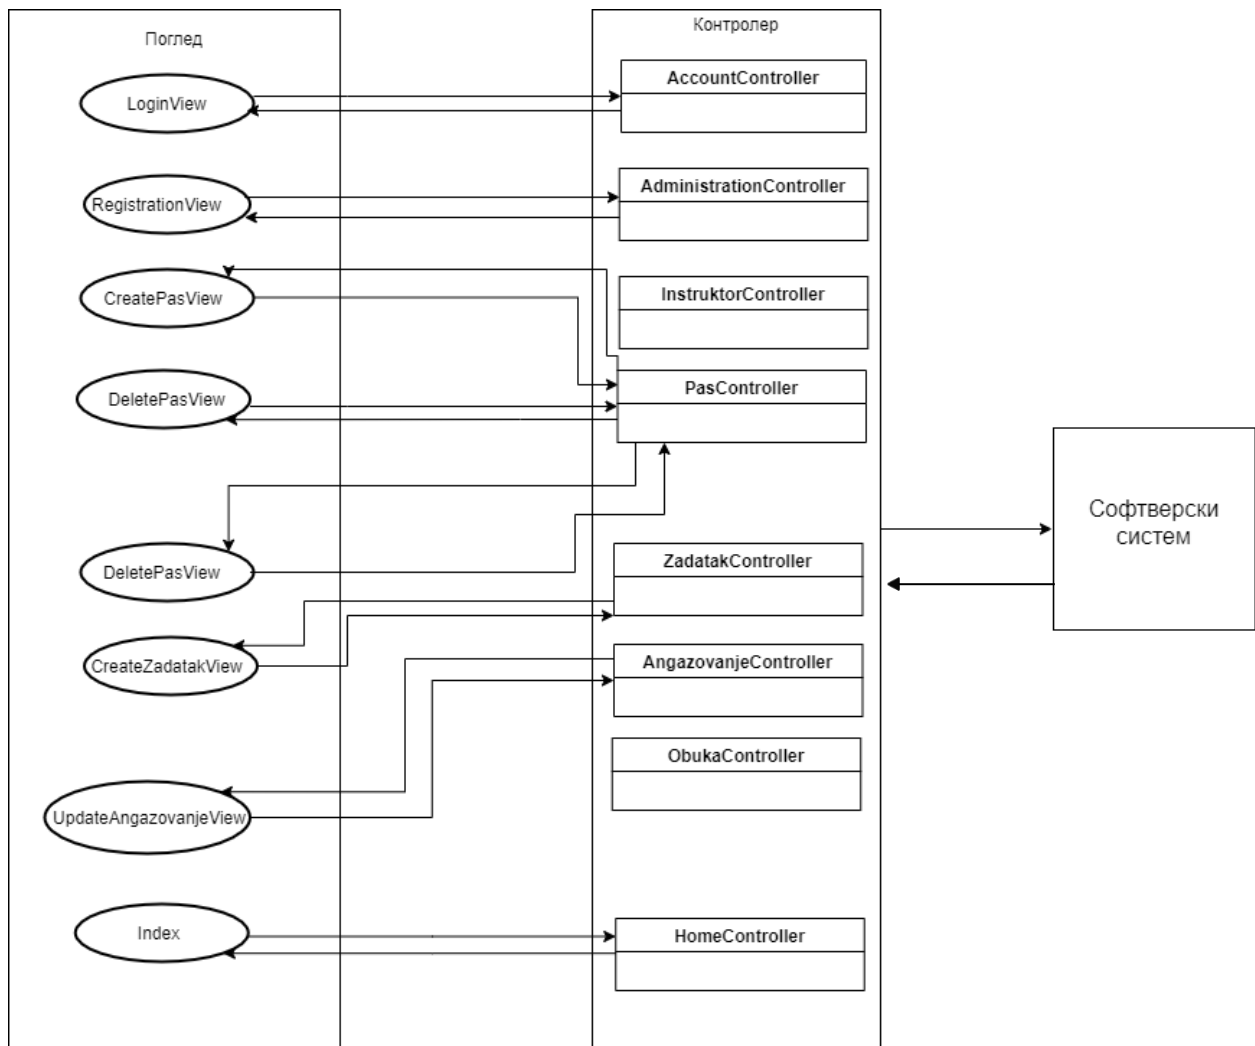 Поглед
LoginView
RegistrationView
CreatePasView
DeletePasView
DeletePasView
CreateZadatakView
UpdateAngazovanjeView
Index
Контролер
AccountController
AdministrationController
InstruktorController
PasController
ZadatakController
AngazovanjeController
ObukaController
HomeController
Софтверски
систем